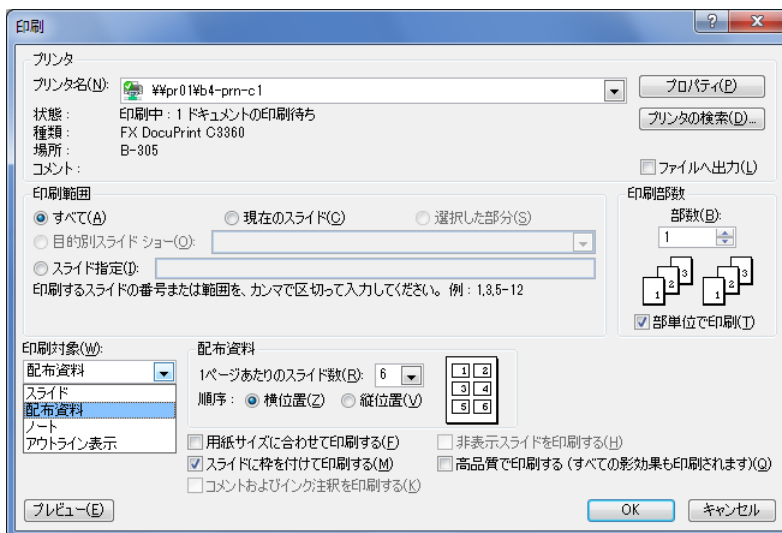 印刷
プリンタ
プリンタ名(N): ¥¥pr01¥b4-prn-c1
プロパティ(P)
状態： 印刷中：1 ドキュメントの印刷待ち
種類： FX DocuPrint C3360
プリンタの検索(D)...
場所： B-305
コメント：
ファイルへ出力(L)
印刷範囲
すべて(A) 現在のスライド(C) 選択した部分(S)
目的別スライド ショー(O):
スライド指定(I):
印刷するスライドの番号または範囲を、カンマで区切って入力してください。例：1,3,5-12
印刷部数
部数(B):
1
1 2 3 1 2 3
部単位で印刷(T)
印刷対象(W):
配布資料
スライド
配布資料
ノート
アウトライン表示
配布資料
1ページあたりのスライド数(R): 6
順序： 横位置(Z) 縦位置(V)
1 2
3 4
5 6
用紙サイズに合わせて印刷する(F) 非表示スライドを印刷する(H)
スライドに枠を付けて印刷する(M) 高品質で印刷する (すべての影効果も印刷されます)(Q)
コメントおよびインク注釈を印刷する(K)
プレビュー(E) OK キャンセル